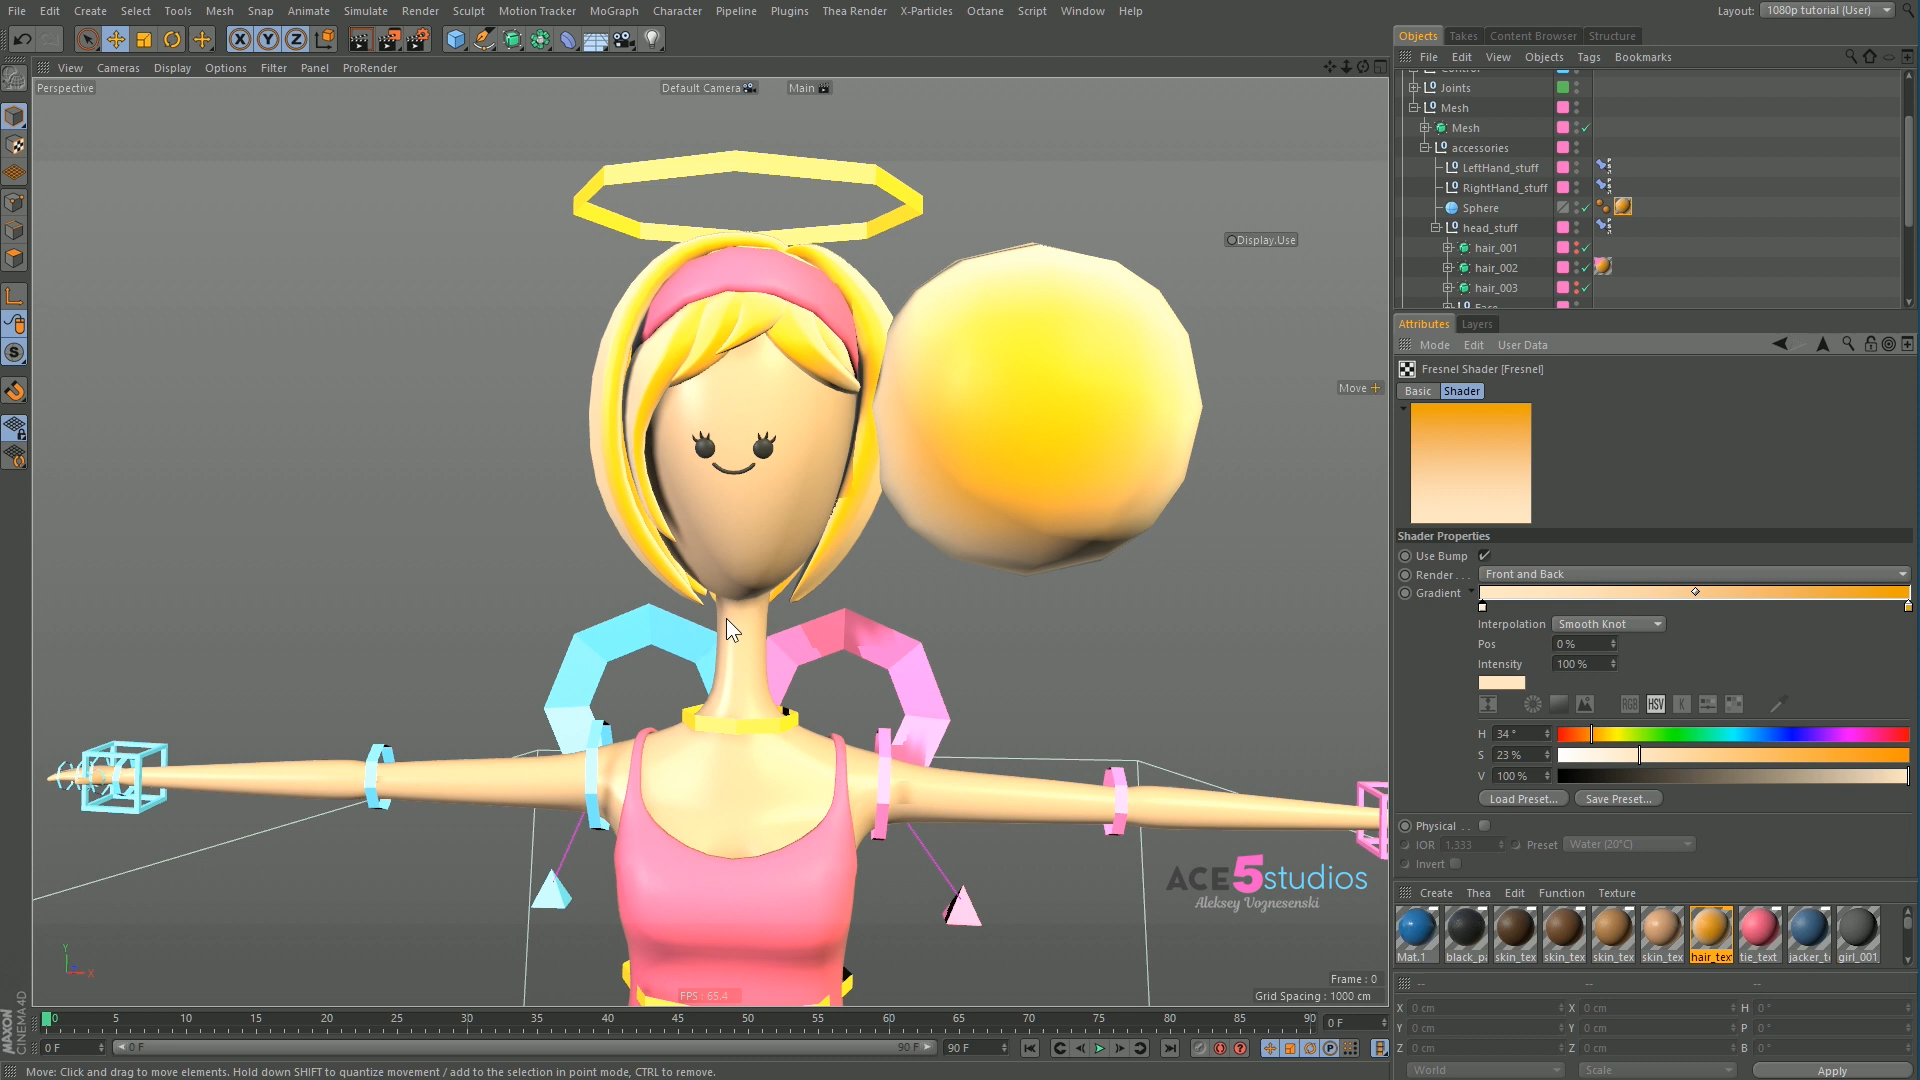 File Edit Create Select Tools Mesh Snap Animate Simulate Render Sculpt Motion Tracker MoGraph Character Pipeline Plugins Thea Render X-Particles Octane Script Window Help
Layout: 1080p tutorial (User)
Objects Takes Content Browser Structure
File Edit View Objects Tags Bookmarks
View Cameras Display Options Filter Panel ProRender
Perspective
Default Camera
Main
Joints
Mesh
Mesh
accessories
LeftHand_stuff
RightHand_stuff
Sphere
head_stuff
hair_001
hair_002
hair_003
Display.Use
Move
Attributes Layers
Mode Edit User Data
Fresnel Shader [Fresnel]
Basic Shader
Shader Properties
Use Bump
Render . . . Front and Back
Gradient
Interpolation Smooth Knot
Pos 0 %
Intensity 100 %
RGB HSV K
H 34 °
S 23 %
V 100 %
Load Preset... Save Preset...
Physical . .
IOR 1.333 Preset Water (20°C)
Invert
Create Thea Edit Function Texture
Mat.1 black_pa skin_tex skin_tex skin_tex skin_tex hair_tex tie_text jacker_te girl_001_
ACE5studios
Aleksey Voznesenski
Y
X
FPS : 65.4
Frame : 0
Grid Spacing : 1000 cm
0 5 10 15 20 25 30 35 40 45 50 55 60 65 70 75 80 85 90
0 F
0 F 0 F 90 F 90 F
X 0 cm X 0 cm H 0 °
Y 0 cm Y 0 cm P 0 °
Z 0 cm Z 0 cm B 0 °
World Scale Apply
MAXON CINEMA 4D
Move: Click and drag to move elements. Hold down SHIFT to quantize movement / add to the selection in point mode, CTRL to remove.